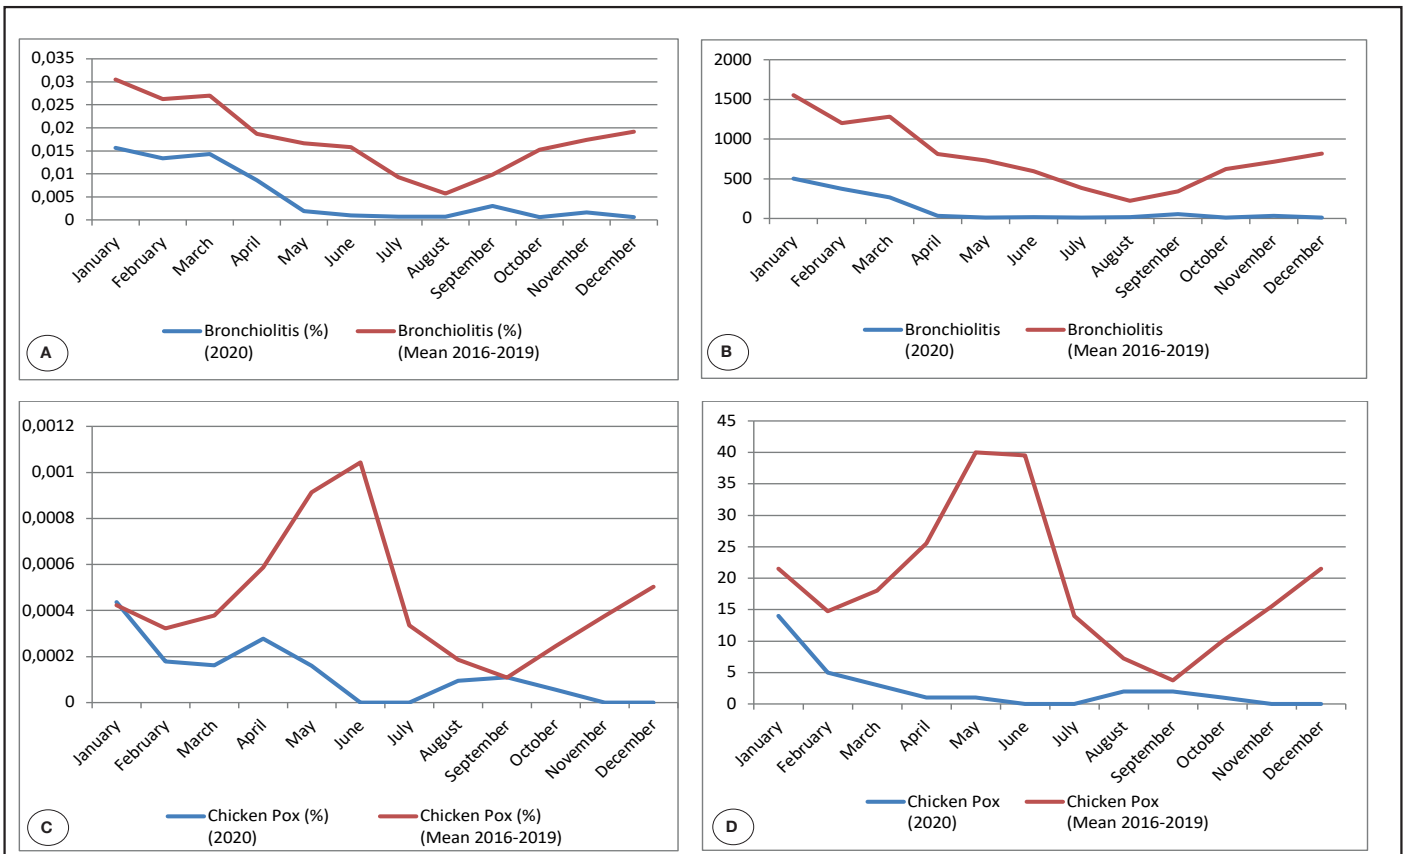 0,035
0,03
0,025
0,02
0,015
0,01
0,005
0
January
February
March
April
May
June
July
August
September
October
November
December
Bronchiolitis (%)
(2020)
Bronchiolitis (%)
(Mean 2016-2019)
A
2000
1500
1000
500
0
January
February
March
April
May
June
July
August
September
October
November
December
Bronchiolitis
(2020)
Bronchiolitis
(Mean 2016-2019)
B
0,0012
0,001
0,0008
0,0006
0,0004
0,0002
0
January
February
March
April
May
June
July
August
September
October
November
December
Chicken Pox (%)
(2020)
Chicken Pox (%)
(Mean 2016-2019)
C
45
40
35
30
25
20
15
10
5
0
January
February
March
April
May
June
July
August
September
October
November
December
Chicken Pox
(2020)
Chicken Pox
(Mean 2016-2019)
D